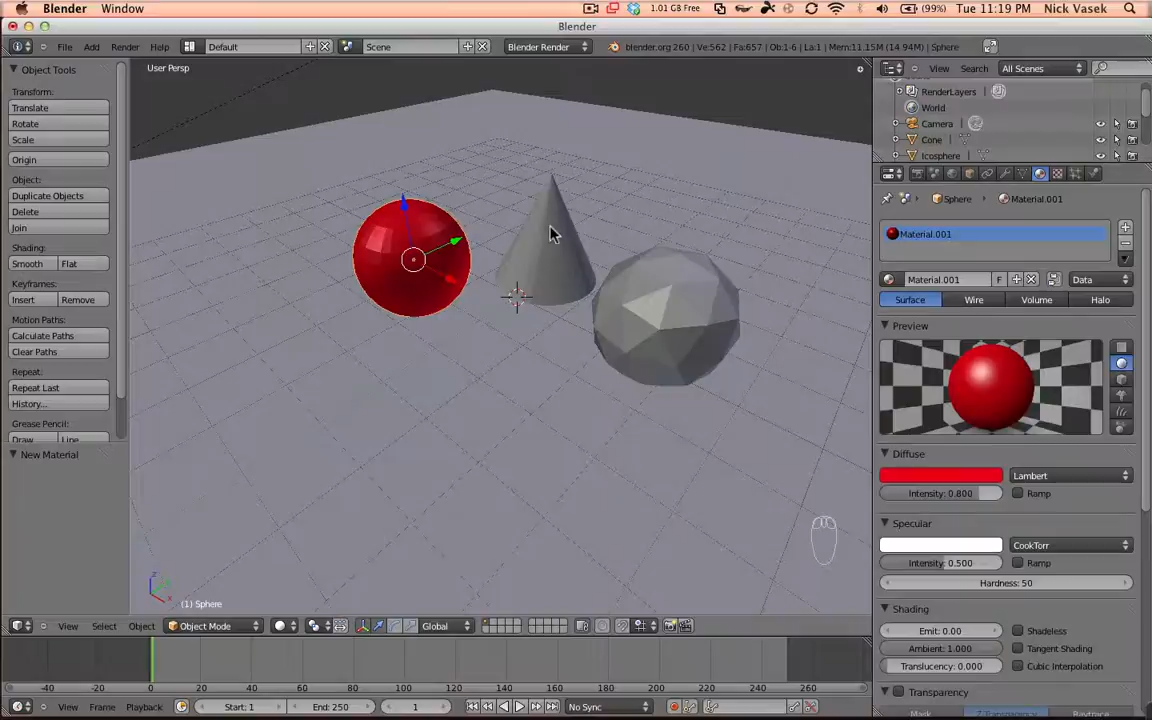 Blender Window 1.01 GB Free (99%) Tue 11:19 PM Nick Vasek
Blender
File Add Render Help Default Scene Blender Render blender.org 260 | Ve:562 | Fa:657 | Ob:1-6 | La:1 | Mem:11.15M (14.94M) | Sphere
Object Tools
Transform:
Translate
Rotate
Scale
Origin
Object:
Duplicate Objects
Delete
Join
Shading:
Smooth Flat
Keyframes:
Insert Remove
Motion Paths:
Calculate Paths
Clear Paths
Repeat:
Repeat Last
History...
Grease Pencil:
Draw Line
New Material
User Persp
z
x
(1) Sphere
View Select Object Object Mode Global
-40 -20 0 20 40 60 80 100 120 140 160 180 200 220 240 260
View Frame Playback Start: 1 End: 250 1 No Sync
View Search All Scenes
RenderLayers
World
Camera
Cone
Icosphere
Sphere Material.001
Material.001
Material.001 F Data
Surface Wire Volume Halo
Preview
Diffuse
Lambert
Intensity: 0.800 Ramp
Specular
CookTorr
Intensity: 0.500 Ramp
Hardness: 50
Shading
Emit: 0.00 Shadeless
Ambient: 1.000 Tangent Shading
Translucency: 0.000 Cubic Interpolation
Transparency
Mask Z Transparency Raytrace